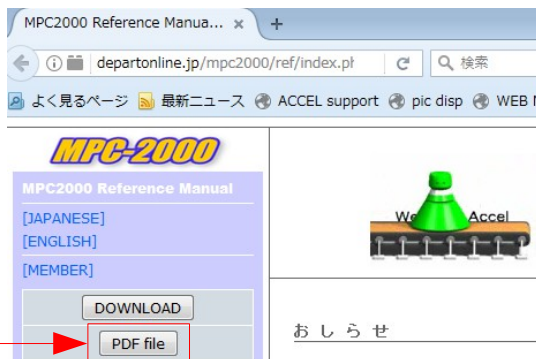 MPC2000 Reference Manua... ×
+
departonline.jp/mpc2000/ref/index.ph
検索
よく見るページ 最新ニュース ACCEL support pic disp WEB
MPC-2000
MPC2000 Reference Manual
[JAPANESE]
[ENGLISH]
[MEMBER]
DOWNLOAD
PDF file
We Accel
おしらせ